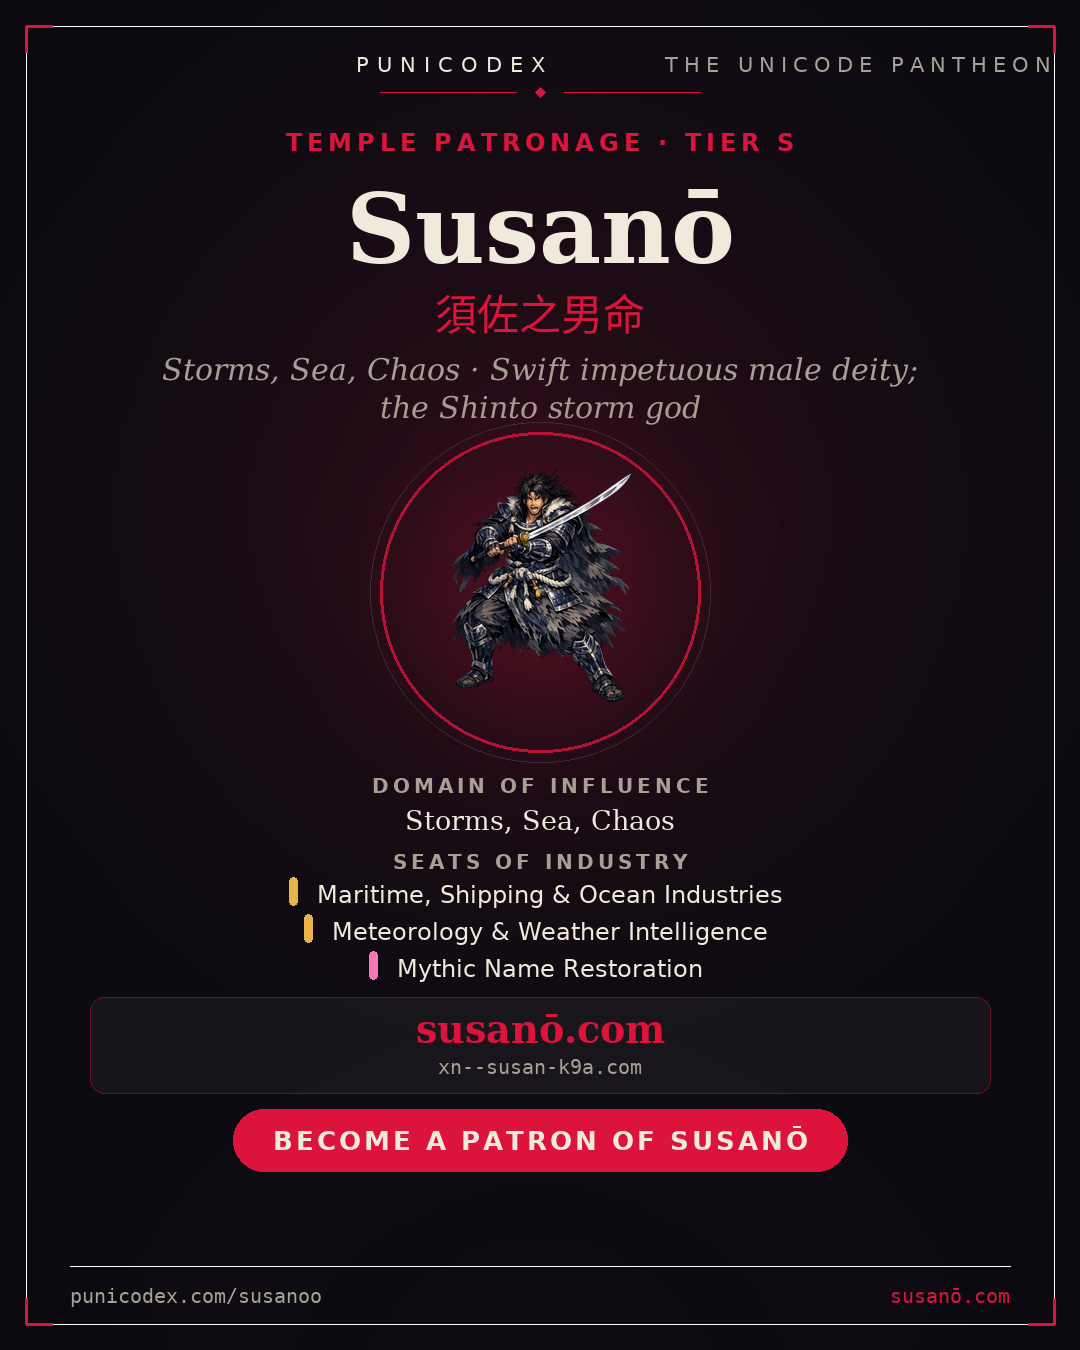 PUNICODEX
THE UNICODE PANTHEON
TEMPLE PATRONAGE · TIER S
Susanō
須佐之男命
Storms, Sea, Chaos · Swift impetuous male deity;
the Shinto storm god
DOMAIN OF INFLUENCE
Storms, Sea, Chaos
SEATS OF INDUSTRY
Maritime, Shipping & Ocean Industries
Meteorology & Weather Intelligence
Mythic Name Restoration
susanō.com
xn--susan-k9a.com
BECOME A PATRON OF SUSANŌ
punicodex.com/susanoo
susanō.com